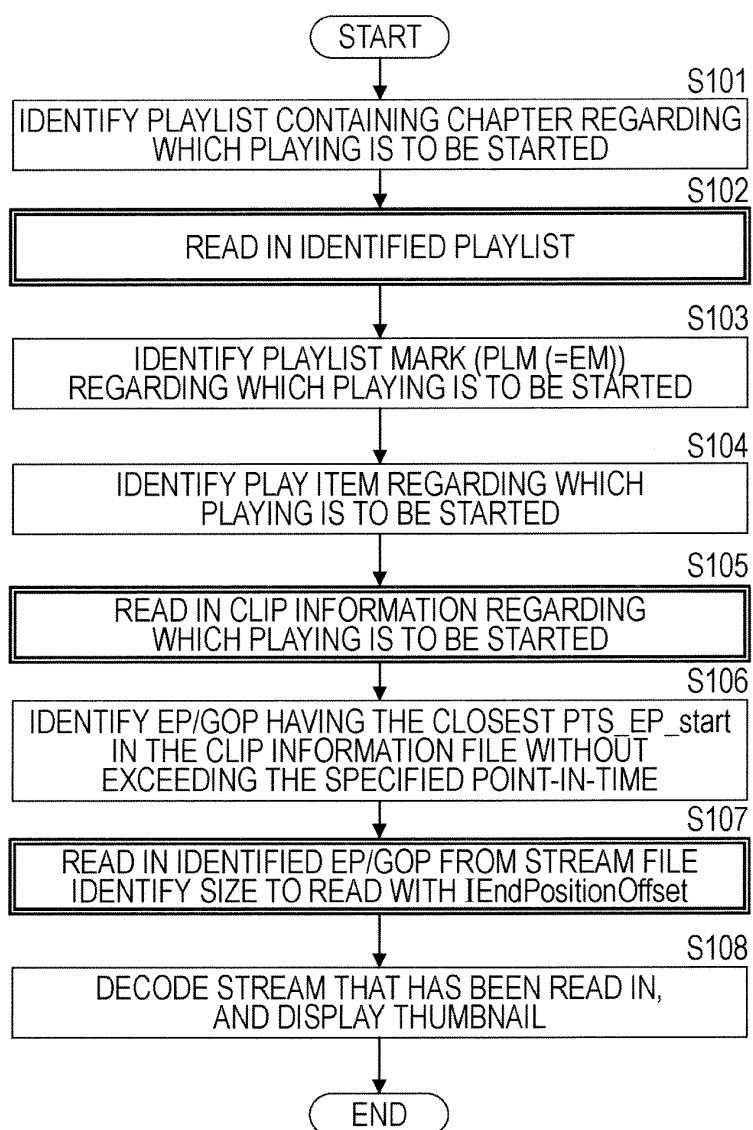 START
S101
IDENTIFY PLAYLIST CONTAINING CHAPTER REGARDING
WHICH PLAYING IS TO BE STARTED
S102
READ IN IDENTIFIED PLAYLIST
S103
IDENTIFY PLAYLIST MARK (PLM (=EM))
REGARDING WHICH PLAYING IS TO BE STARTED
S104
IDENTIFY PLAY ITEM REGARDING WHICH
PLAYING IS TO BE STARTED
S105
READ IN CLIP INFORMATION REGARDING
WHICH PLAYING IS TO BE STARTED
S106
IDENTIFY EP/GOP HAVING THE CLOSEST PTS_EP_start
IN THE CLIP INFORMATION FILE WITHOUT
EXCEEDING THE SPECIFIED POINT-IN-TIME
S107
READ IN IDENTIFIED EP/GOP FROM STREAM FILE
IDENTIFY SIZE TO READ WITH IEndPositionOffset
S108
DECODE STREAM THAT HAS BEEN READ IN,
AND DISPLAY THUMBNAIL
END